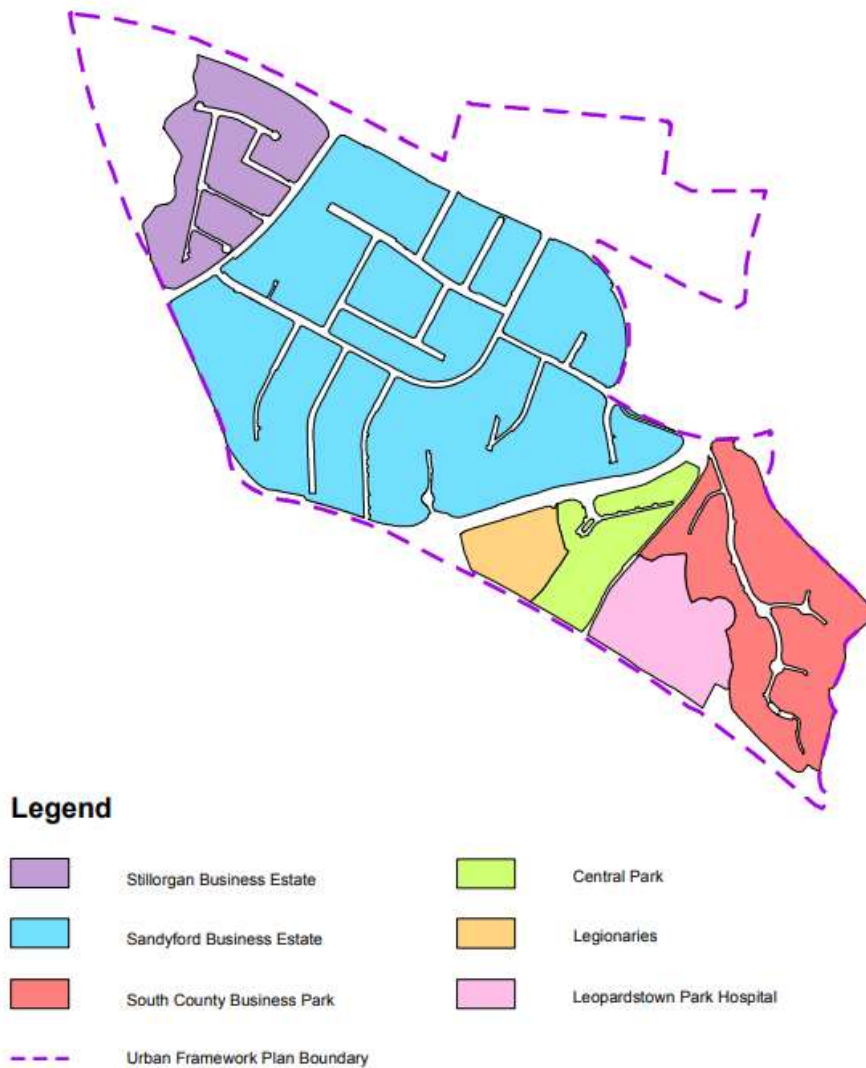 Legend
Stillorgan Business Estate
Sandyford Business Estate
South County Business Park
Urban Framework Plan Boundary
Central Park
Legionaries
Leopardstown Park Hospital